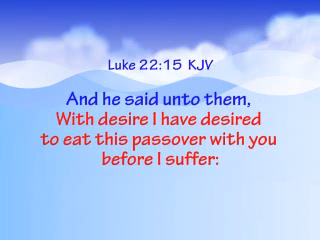 Luke 22:15 KJV
And he said unto them,
With desire I have desired
to eat this passover with you
before I suffer: